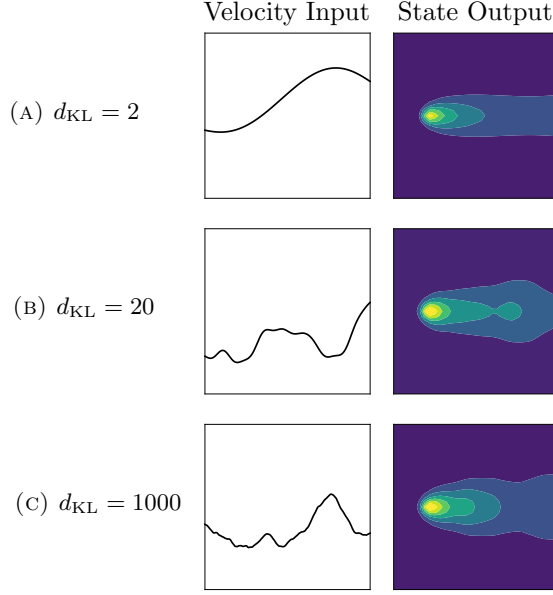 Velocity Input State Output
(A) d_KL = 2
(B) d_KL = 20
(C) d_KL = 1000